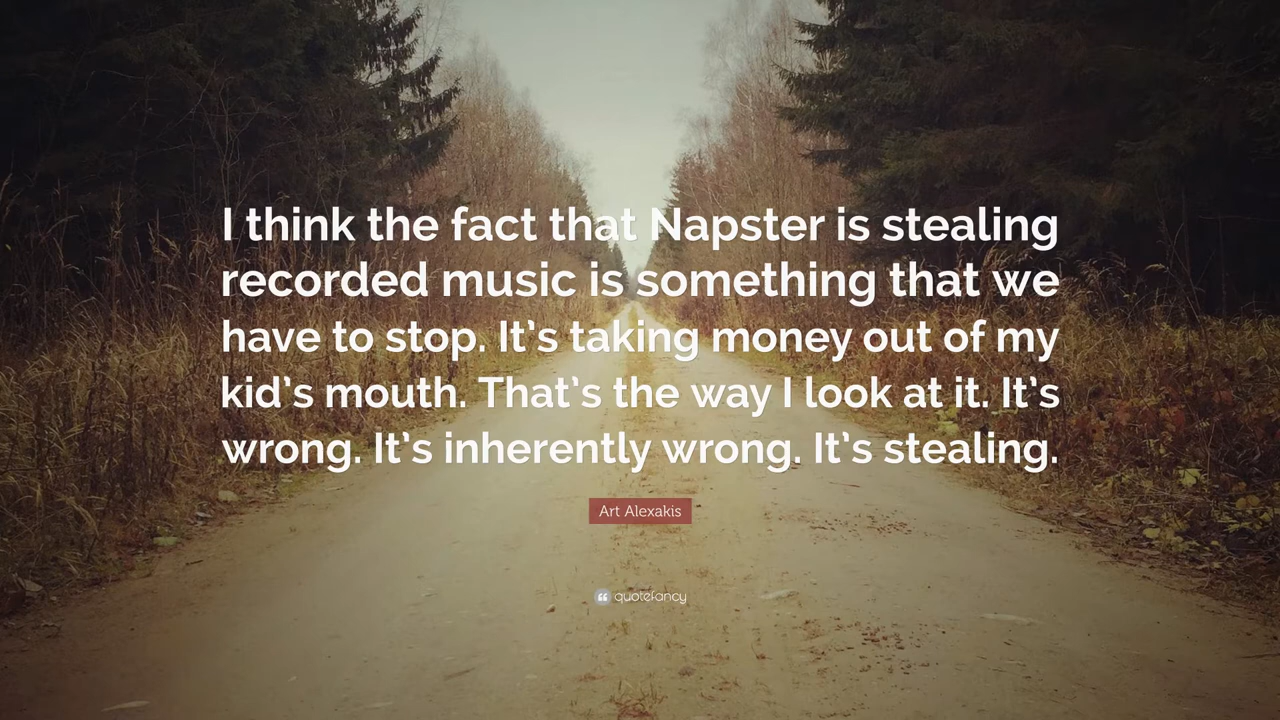 I think the fact that Napster is stealing
recorded music is something that we
have to stop. It’s taking money out of my
kid’s mouth. That’s the way I look at it. It’s
wrong. It’s inherently wrong. It’s stealing.
Art Alexakis
quotefancy